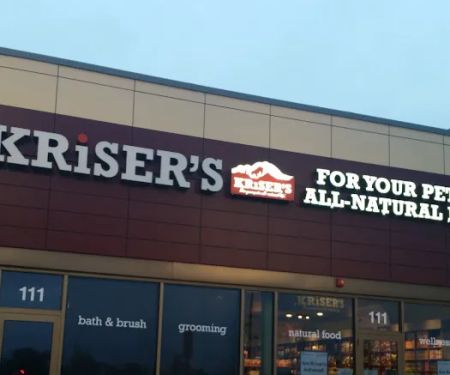 KRiSER'S
KRiSER'S
FOR YOUR PET
ALL-NATURAL
111
bath & brush
grooming
KRiSER'S
natural food
111
wellness